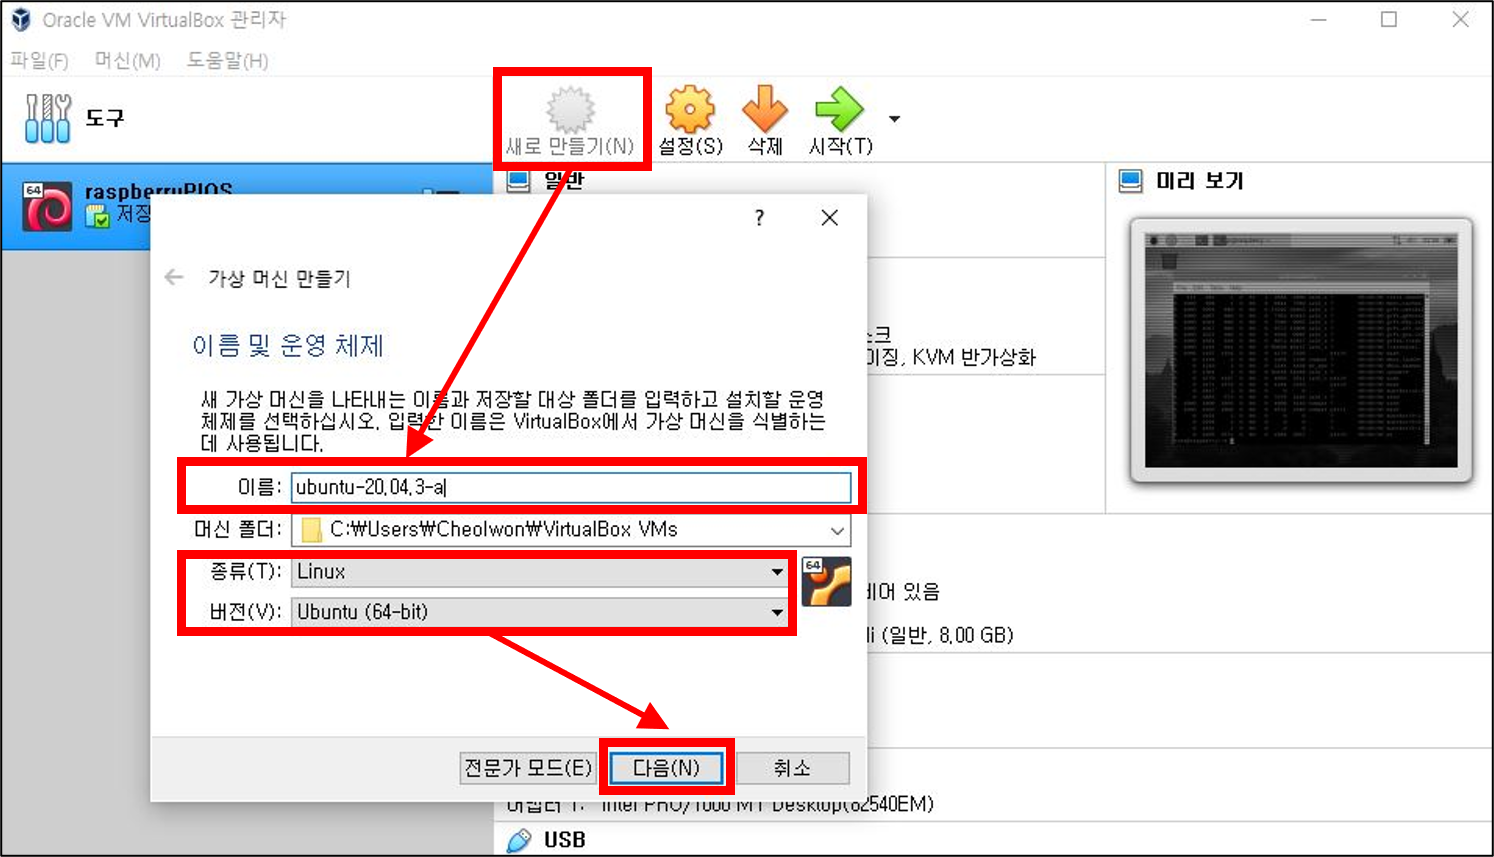 Oracle VM VirtualBox 관리자
파일(F) 머신(M) 도움말(H)
도구
새로 만들기(N) 설정(S) 삭제 시작(T)
64 raspberryPIOS
저장
일반
미리 보기
?
가상 머신 만들기
이름 및 운영 체제
새 가상 머신을 나타내는 이름과 저장할 대상 폴더를 입력하고 설치할 운영
체제를 선택하십시오. 입력한 이름은 VirtualBox에서 가상 머신을 식별하는
데 사용됩니다.
이름: ubuntu-20.04.3-a
머신 폴더: C:₩Users₩Cheolwon₩VirtualBox VMs
종류(T): Linux
64
버전(V): Ubuntu (64-bit)
전문가 모드(E) 다음(N) 취소
스크
이징, KVM 반가상화
비어 있음
(일반, 8.00 GB)
어댑터 1: Intel PRO/1000 MT Desktop(82540EM)
USB